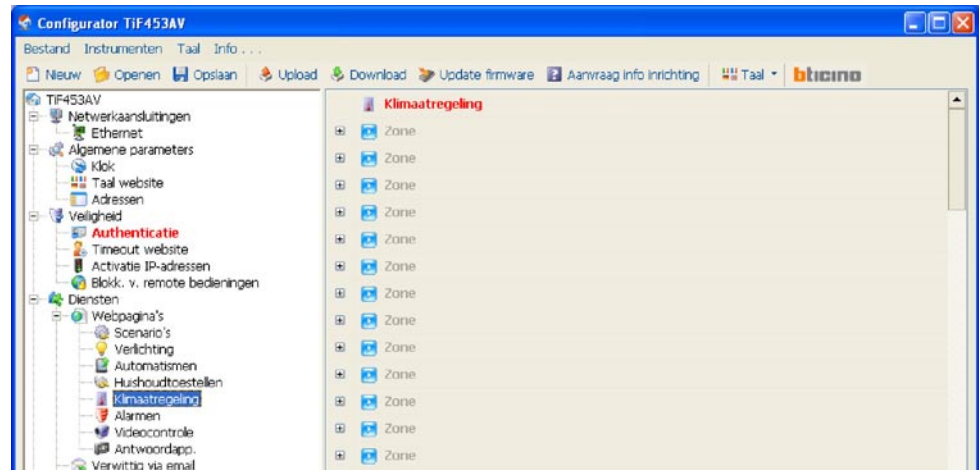 Configurator TiF453AV
Bestand Instrumenten Taal Info . . .
Nieuw Openen Opslaan Upload Download Update firmware Aanvraag info inrichting Taal bticino
TiF453AV
Netwerkaansluitingen
Ethernet
Algemene parameters
Klok
Taal website
Adressen
Veiligheid
Authenticatie
Timeout website
Activatie IP-adressen
Blokk. v. remote bedieningen
Diensten
Webpagina's
Scenario's
Verlichting
Automatismen
Huishoudtoestellen
Klimaatregeling
Alarmen
Videocontrole
Antwoordapp.
Verwittig via email
Klimaatregeling
Zone
Zone
Zone
Zone
Zone
Zone
Zone
Zone
Zone
Zone
Zone
Zone
Zone